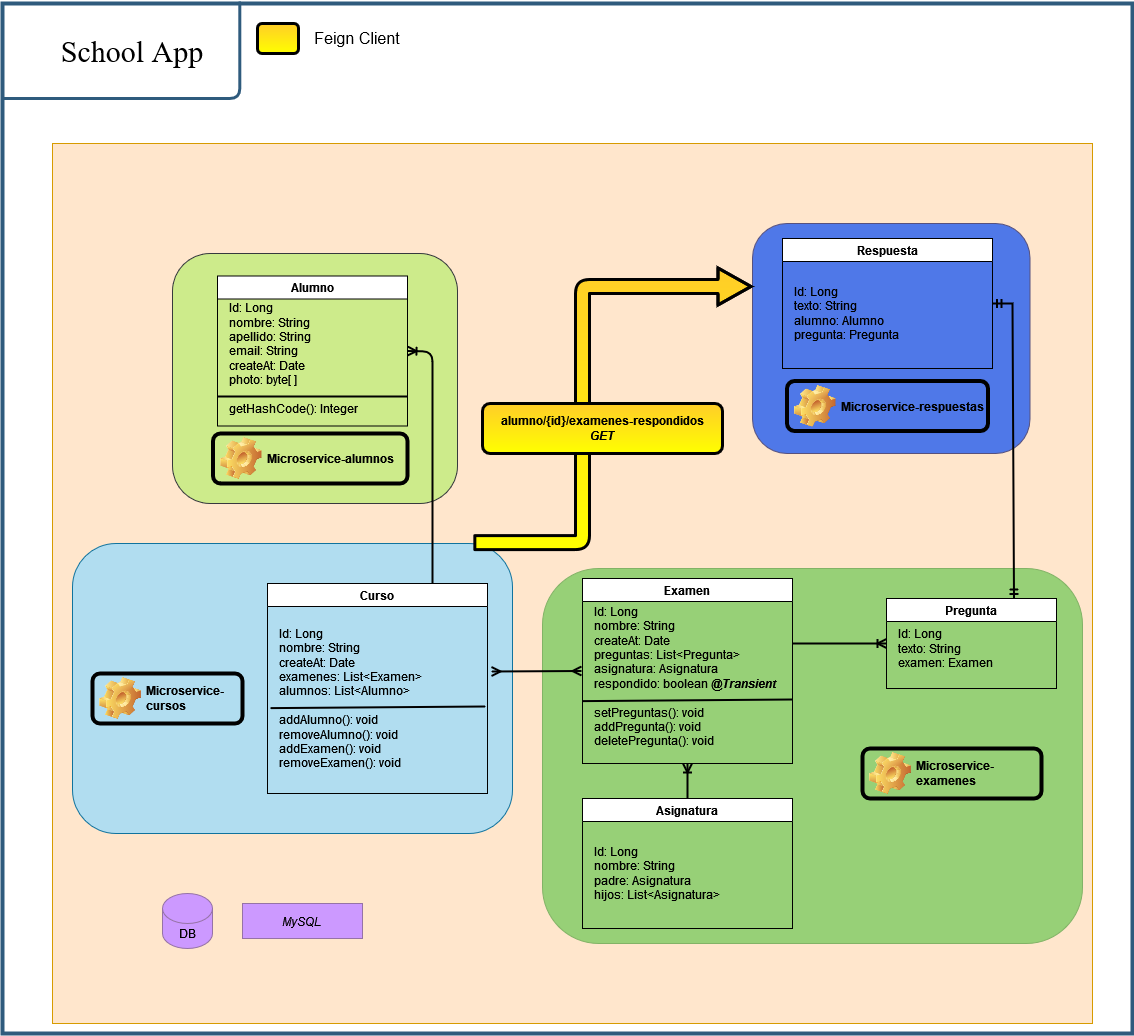 School App
Feign Client
Alumno
Id: Long
nombre: String
apellido: String
email: String
createAt: Date
photo: byte[ ]
getHashCode(): Integer
Microservice-alumnos
alumno/{id}/examenes-respondidos
GET
Respuesta
Id: Long
texto: String
alumno: Alumno
pregunta: Pregunta
Microservice-respuestas
Curso
Id: Long
nombre: String
createAt: Date
examenes: List<Examen>
alumnos: List<Alumno>
addAlumno(): void
removeAlumno(): void
addExamen(): void
removeExamen(): void
Microservice-
cursos
Examen
Id: Long
nombre: String
createAt: Date
preguntas: List<Pregunta>
asignatura: Asignatura
respondido: boolean @Transient
setPreguntas(): void
addPregunta(): void
deletePregunta(): void
Pregunta
Id: Long
texto: String
examen: Examen
Microservice-
examenes
Asignatura
Id: Long
nombre: String
padre: Asignatura
hijos: List<Asignatura>
DB
MySQL